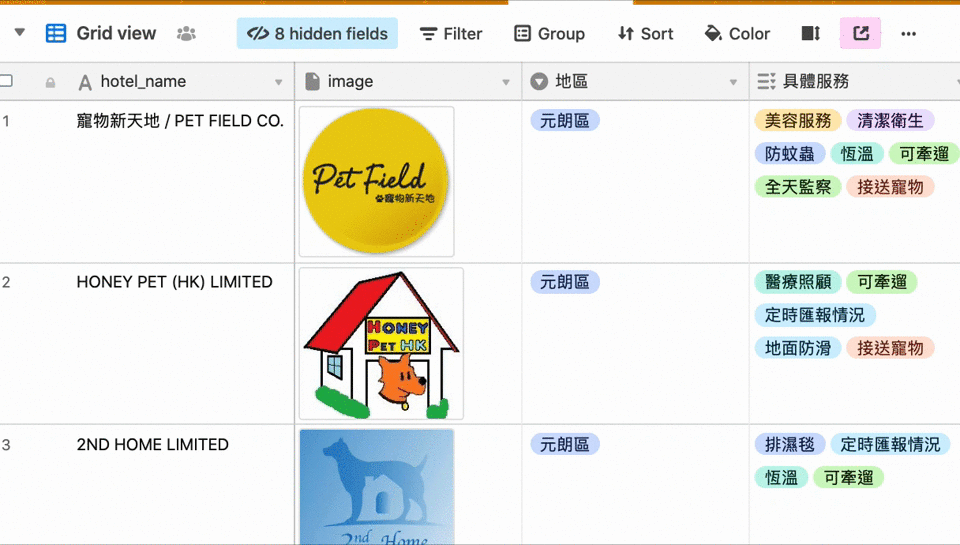 Grid view
8 hidden fields
Filter
Group
Sort
Color
hotel_name
image
地區
具體服務
1
寵物新天地 / PET FIELD CO.
Pet Field
寵物新天地
元朗區
美容服務 清潔衛生
防蚊蟲 恆溫 可牽遛
全天監察 接送寵物
2
HONEY PET (HK) LIMITED
HONEY
PET HK
元朗區
醫療照顧 可牽遛
定時匯報情況
地面防滑 接送寵物
3
2ND HOME LIMITED
2nd Home
元朗區
排濕毯 定時匯報情況
恆溫 可牽遛